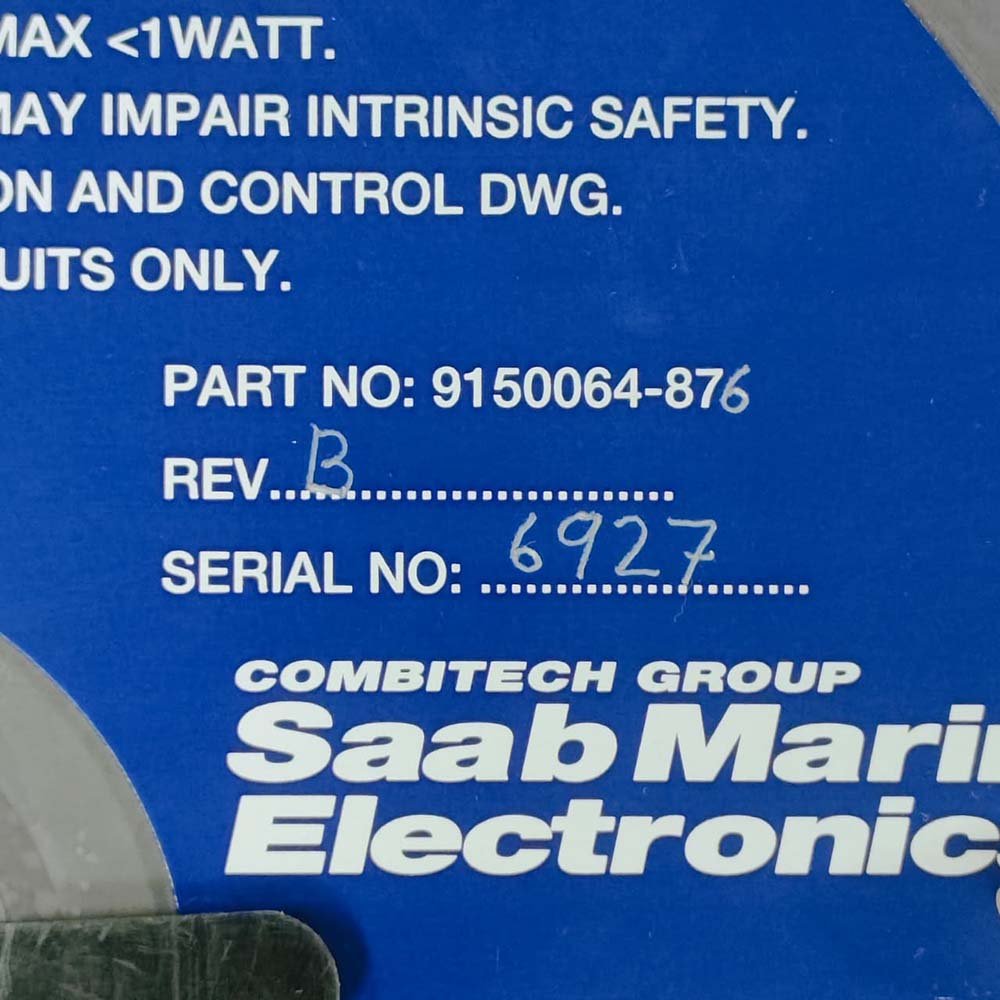 MAX <1WATT.
MAY IMPAIR INTRINSIC SAFETY.
ON AND CONTROL DWG.
UITS ONLY.
PART NO: 9150064-876
REV...B...........................
SERIAL NO: ..6927....................
COMBITECH GROUP
Saab Marin
Electronics